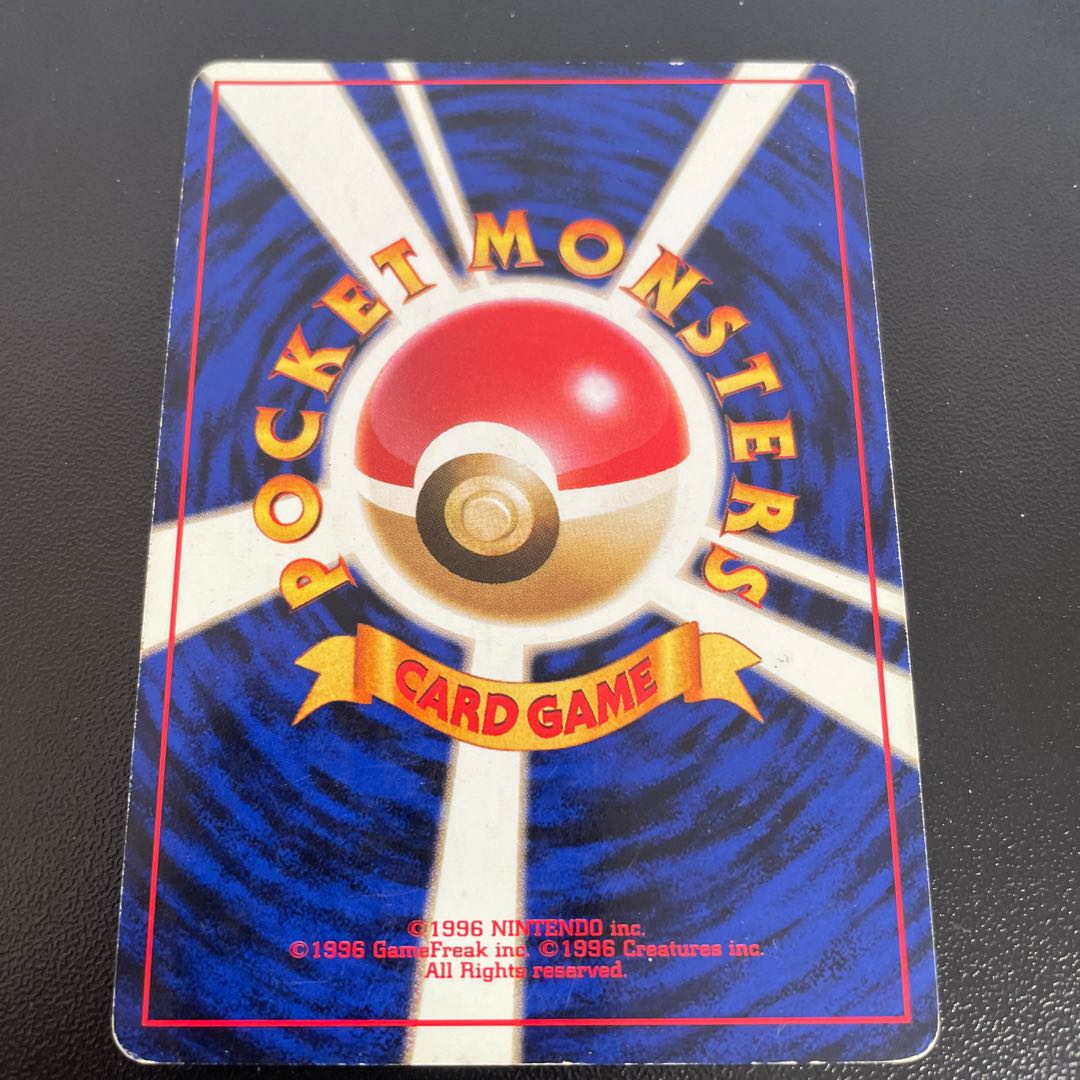 POCKET MONSTERS
CARD GAME
©1996 NINTENDO inc.
©1996 GameFreak inc. ©1996 Creatures inc.
All Rights reserved.